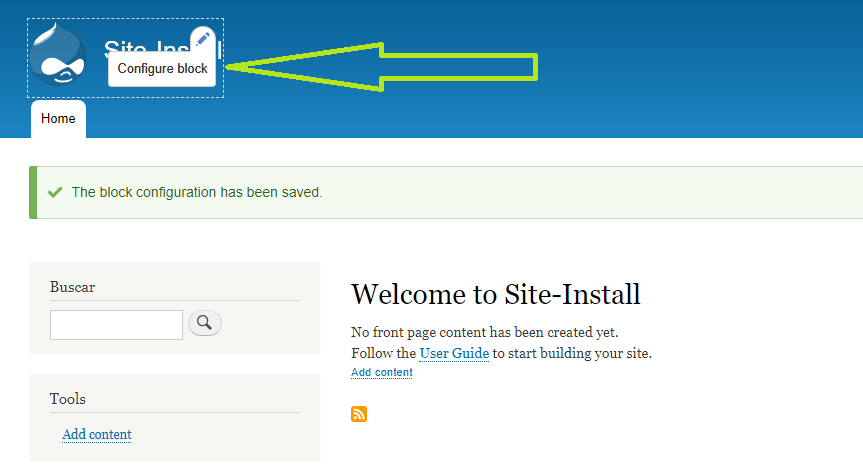 Site-Install
Configure block
Home
The block configuration has been saved.
Buscar
Welcome to Site-Install
No front page content has been created yet.
Follow the User Guide to start building your site.
Add content
Tools
Add content